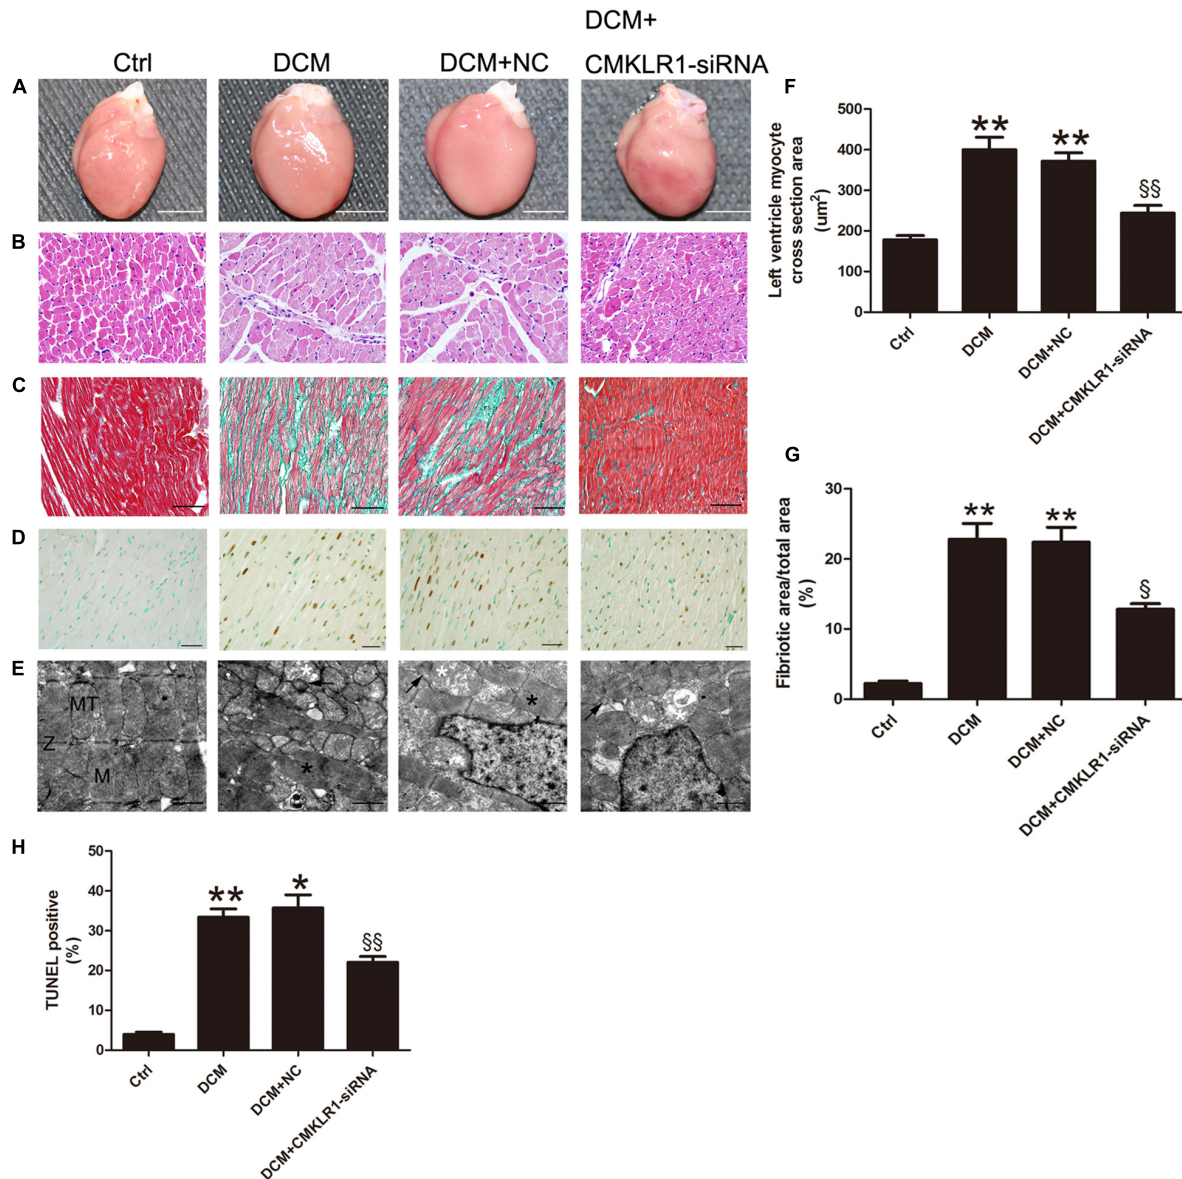 DCM+
Ctrl DCM DCM+NC CMKLR1-siRNA
A
B
C
D
E
MT
Z
M
*
*
*
*
*
F
Left ventricle myocyte
cross section area
(um²)
500
400
300
200
100
0
** ** §§
Ctrl DCM DCM+NC DCM+CMKLR1-siRNA
G
Fibriotic area/total area
(%)
30
20
10
0
** ** §
Ctrl DCM DCM+NC DCM+CMKLR1-siRNA
H
TUNEL positive
(%)
50
40
30
20
10
0
** * §§
Ctrl DCM DCM+NC DCM+CMKLR1-siRNA